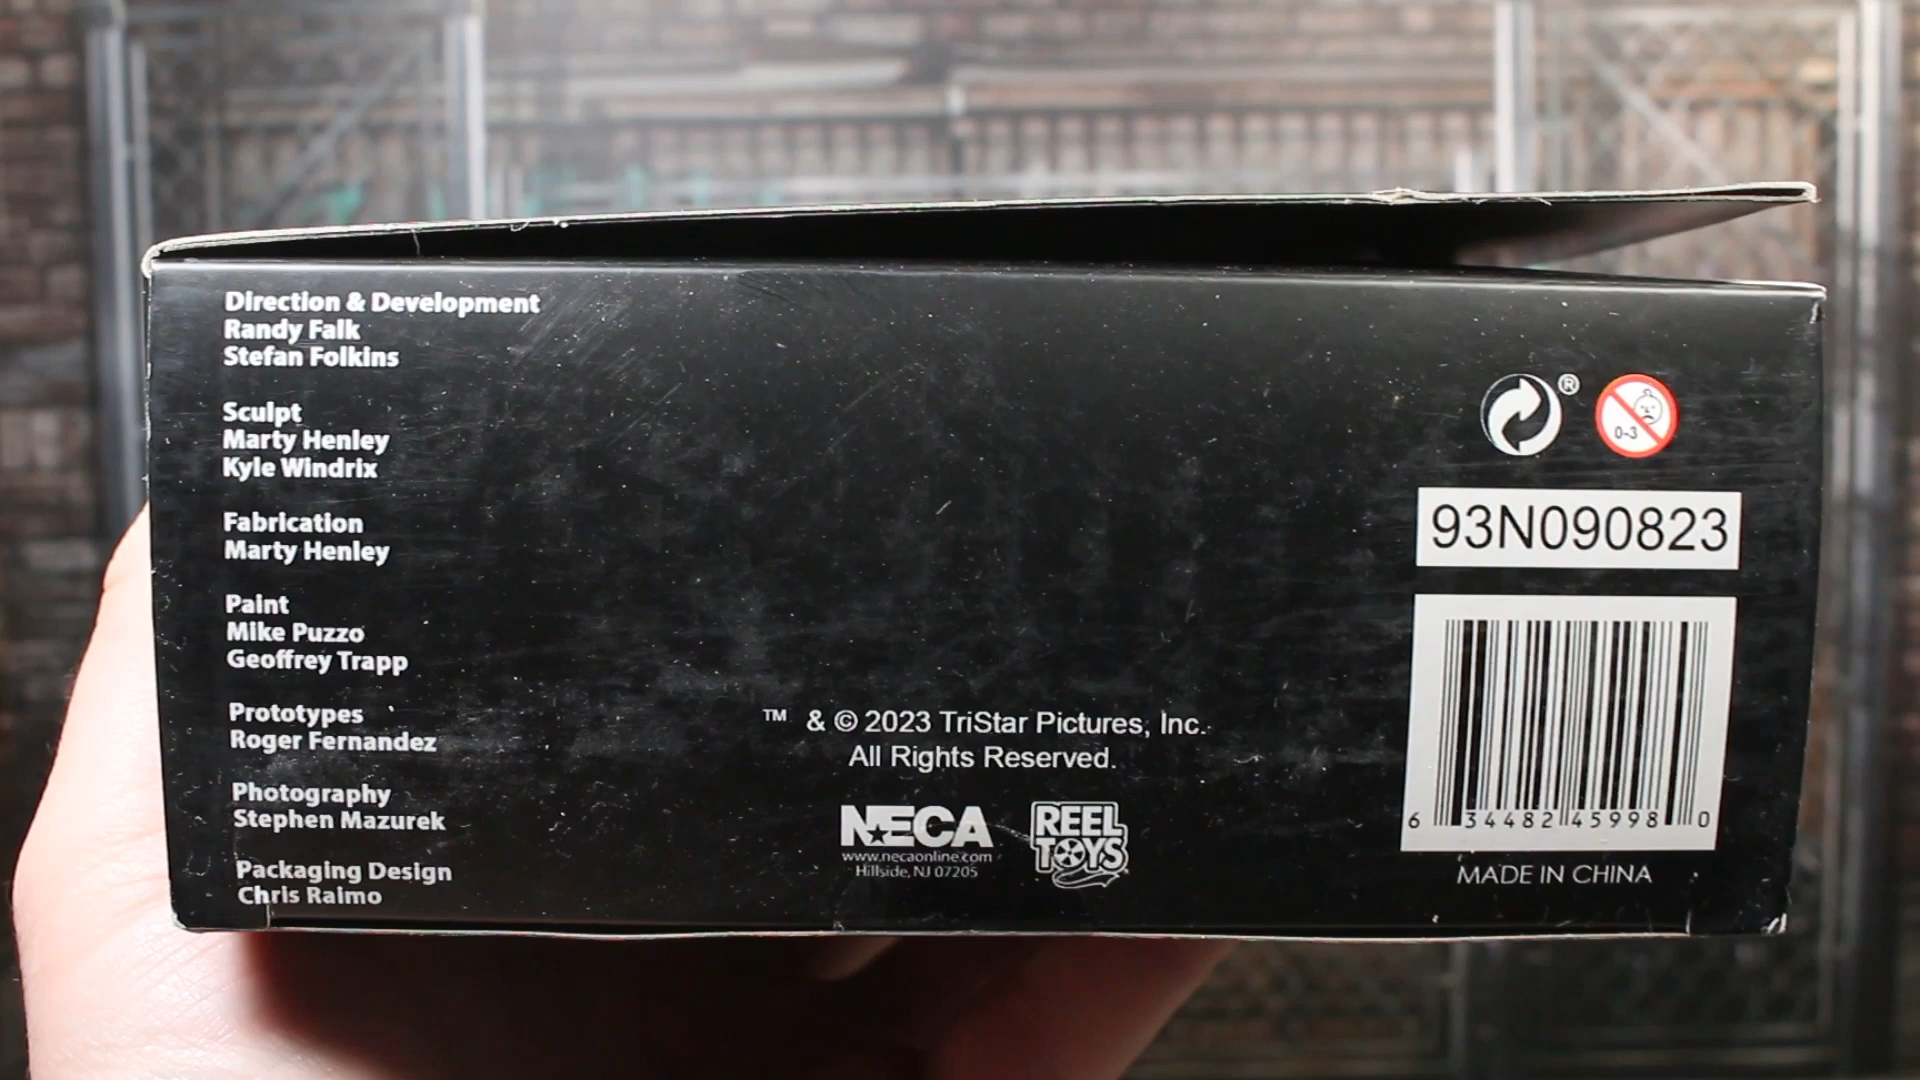 Direction & Development
Randy Falk
Stefan Folkins
Sculpt
Marty Henley
Kyle Windrix
Fabrication
Marty Henley
Paint
Mike Puzzo
Geoffrey Trapp
Prototypes
Roger Fernandez
Photography
Stephen Mazurek
Packaging Design
Chris Raimo
™ & © 2023 TriStar Pictures, Inc.
All Rights Reserved.
NECA
www.necaonline.com
Hillside, NJ 07205
REEL
TOYS
®
0-3
93N090823
6 34482 45998 0
MADE IN CHINA